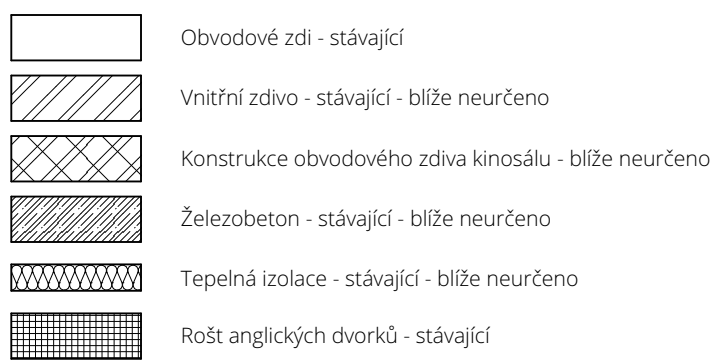 Obvodové zdi - stávající
Vnitřní zdivo - stávající - blíže neurčeno
Konstrukce obvodového zdiva kinosálu - blíže neurčeno
Železobeton - stávající - blíže neurčeno
Tepelná izolace - stávající - blíže neurčeno
Rošt anglických dvorků - stávající